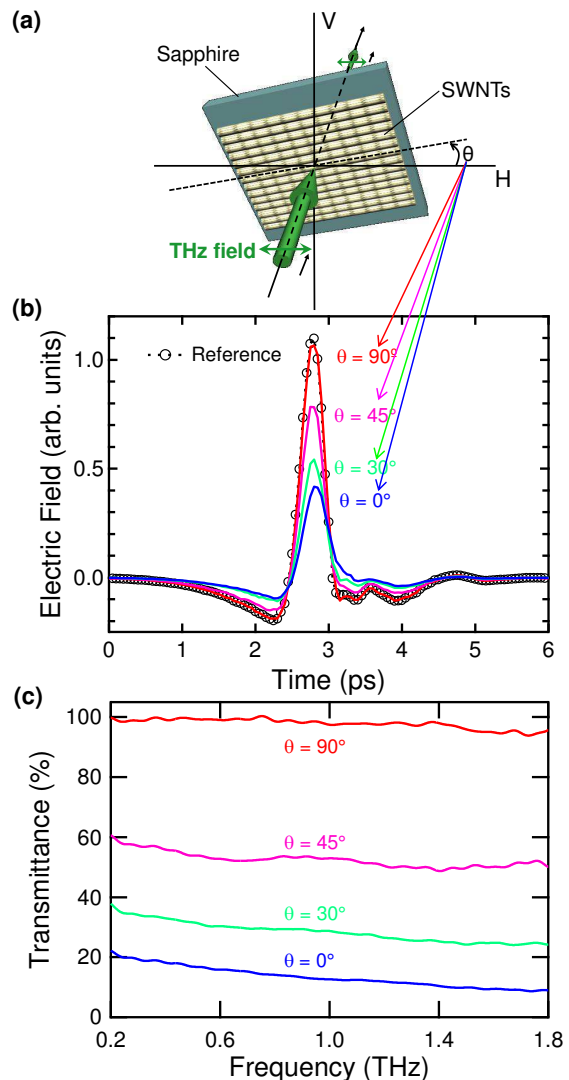 (a)
V
Sapphire
SWNTs
θ
H
THz field
(b)
Electric Field (arb. units)
1.0
0.5
0.0
Reference
θ = 90°
θ = 45°
θ = 30°
θ = 0°
0 1 2 3 4 5 6
Time (ps)
(c)
Transmittance (%)
100
80
60
40
20
0
θ = 90°
θ = 45°
θ = 30°
θ = 0°
0.2 0.6 1.0 1.4 1.8
Frequency (THz)